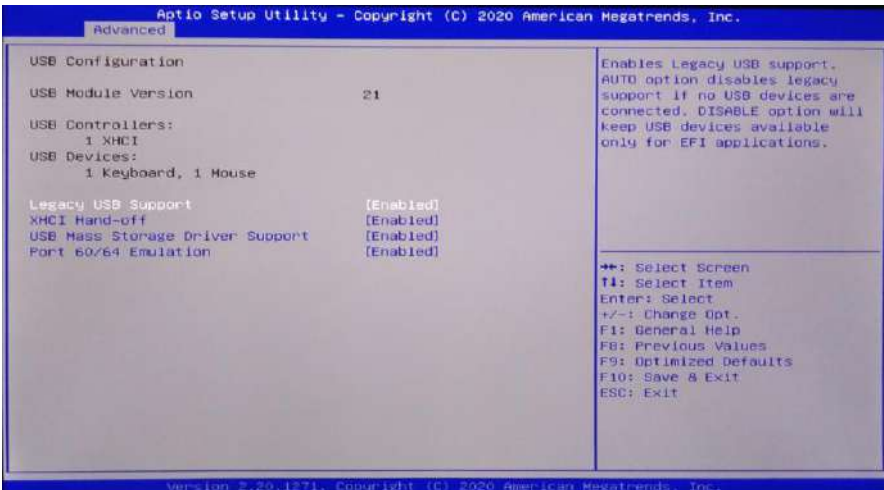 Aptio Setup Utility - Copyright (C) 2020 American Megatrends, Inc.
Advanced
USB Configuration
USB Module Version 21
USB Controllers:
1 XHCI
USB Devices:
1 Keyboard, 1 Mouse
Legacy USB Support [Enabled]
XHCI Hand-off [Enabled]
USB Mass Storage Driver Support [Enabled]
Port 60/64 Emulation [Enabled]
Enables Legacy USB support.
AUTO option disables legacy
support if no USB devices are
connected. DISABLE option will
keep USB devices available
only for EFI applications.
→←: Select Screen
↑↓: Select Item
Enter: Select
+/-: Change Opt.
F1: General Help
F8: Previous Values
F9: Optimized Defaults
F10: Save & Exit
ESC: Exit
Version 2.20.1271. Copyright (C) 2020 American Megatrends, Inc.